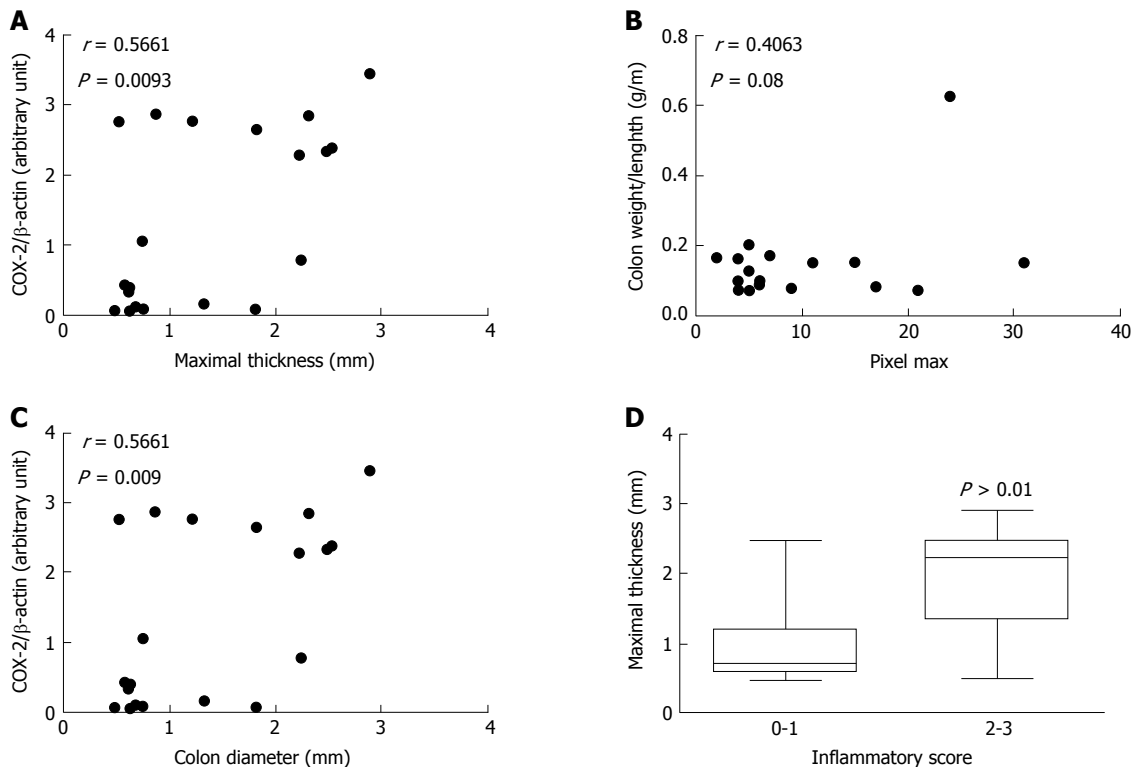 A
r = 0.5661
P = 0.0093
COX-2/β-actin (arbitrary unit)
4
3
2
1
0
0 1 2 3 4
Maximal thickness (mm)
B
r = 0.4063
P = 0.08
Colon weight/lenghth (g/m)
0.8
0.6
0.4
0.2
0.0
0 10 20 30 40
Pixel max
C
r = 0.5661
P = 0.009
COX-2/β-actin (arbitrary unit)
4
3
2
1
0
0 1 2 3 4
Colon diameter (mm)
D
P > 0.01
Maximal thickness (mm)
4
3
2
1
0
0-1 2-3
Inflammatory score